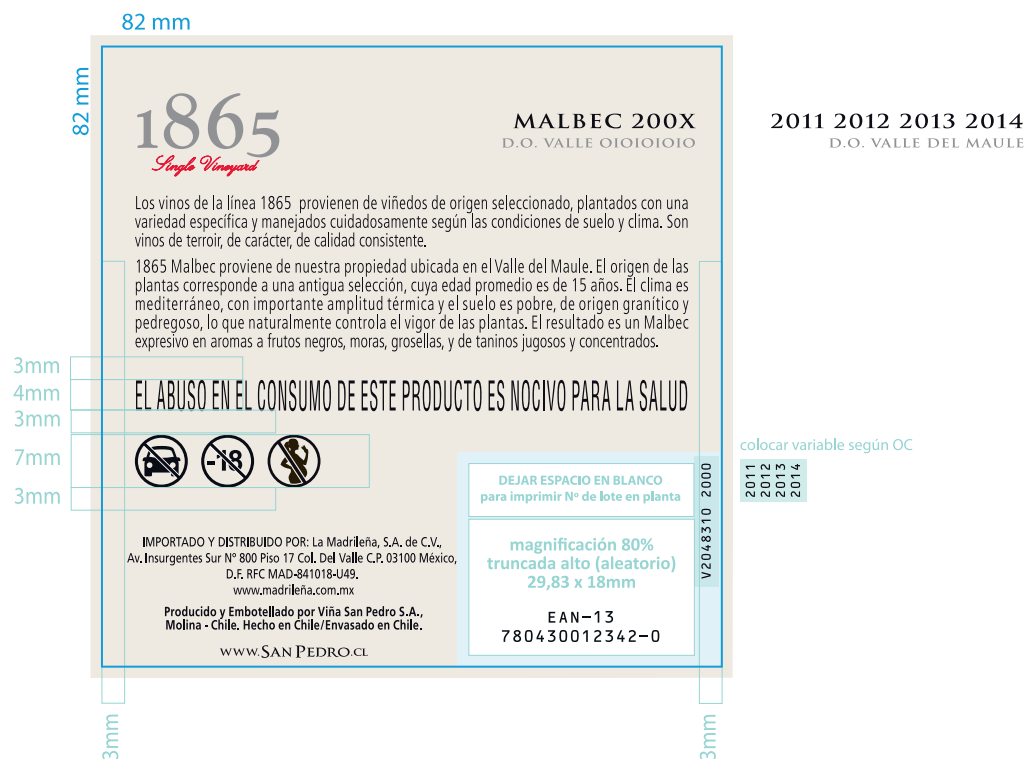 82 mm
82 mm
1865
Single Vineyard
MALBEC 200X
D.O. VALLE OIOIOIOIO
2011 2012 2013 2014
D.O. VALLE DEL MAULE
Los vinos de la línea 1865 provienen de viñedos de origen seleccionado, plantados con una
variedad específica y manejados cuidadosamente según las condiciones de suelo y clima. Son
vinos de terroir, de carácter, de calidad consistente.
1865 Malbec proviene de nuestra propiedad ubicada en el Valle del Maule. El origen de las
plantas corresponde a una antigua selección, cuya edad promedio es de 15 años. El clima es
mediterráneo, con importante amplitud térmica y el suelo es pobre, de origen granítico y
pedregoso, lo que naturalmente controla el vigor de las plantas. El resultado es un Malbec
expresivo en aromas a frutos negros, moras, grosellas, y de taninos jugosos y concentrados.
3mm
4mm
3mm
7mm
3mm
EL ABUSO EN EL CONSUMO DE ESTE PRODUCTO ES NOCIVO PARA LA SALUD
-18
DEJAR ESPACIO EN BLANCO
para imprimir Nº de lote en planta
V2048310 2000
colocar variable según OC
2011
2012
2013
2014
magnificación 80%
truncada alto (aleatorio)
29,83 x 18mm
EAN-13
780430012342-0
IMPORTADO Y DISTRIBUIDO POR: La Madrileña, S.A. de C.V.,
Av. Insurgentes Sur Nº 800 Piso 17 Col. Del Valle C.P. 03100 México,
D.F. RFC MAD-841018-U49.
www.madrileña.com.mx
Producido y Embotellado por Viña San Pedro S.A.,
Molina - Chile. Hecho en Chile/Envasado en Chile.
WWW.SAN PEDRO.CL
3mm
3mm